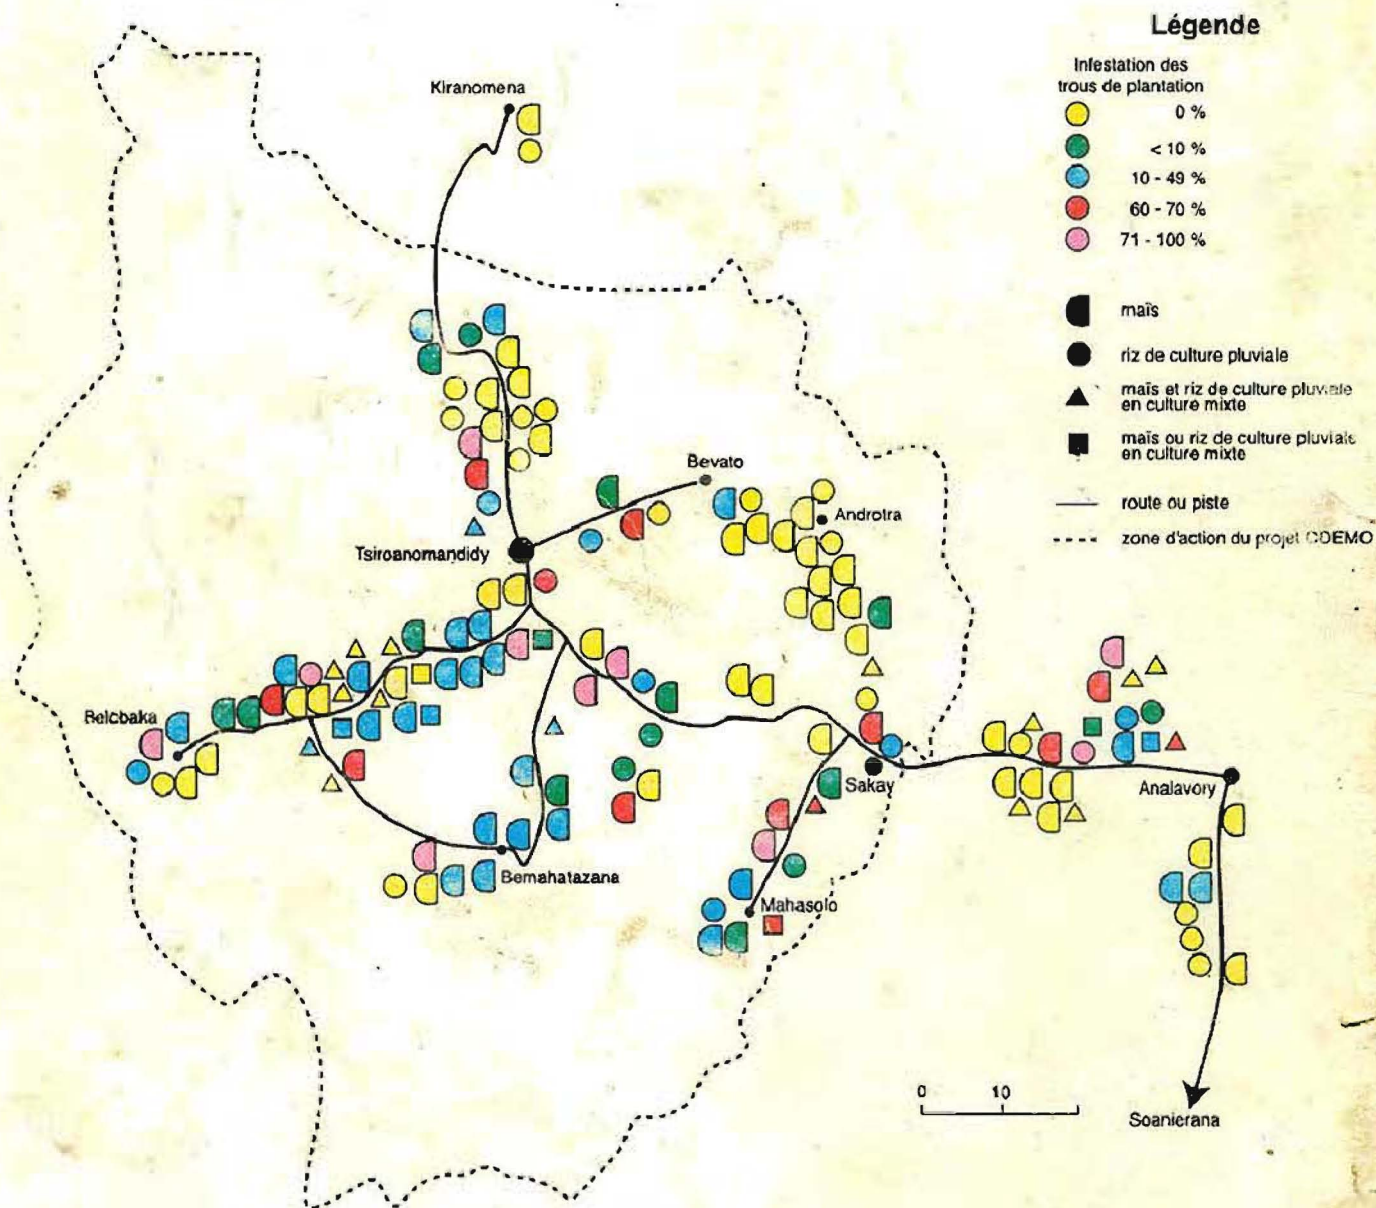 Légende
Infestation des
trous de plantation
0 %
< 10 %
10 - 49 %
60 - 70 %
71 - 100 %
maïs
riz de culture pluviale
maïs et riz de culture pluviale
en culture mixte
maïs ou riz de culture pluviale
en culture mixte
route ou piste
zone d'action du projet ODEMO
Kiranomena
Bevato
Androtra
Tsiroanomandidy
Belobaka
Sakay
Analavory
Bemahatazana
Mahasolo
0 10
Soanierana